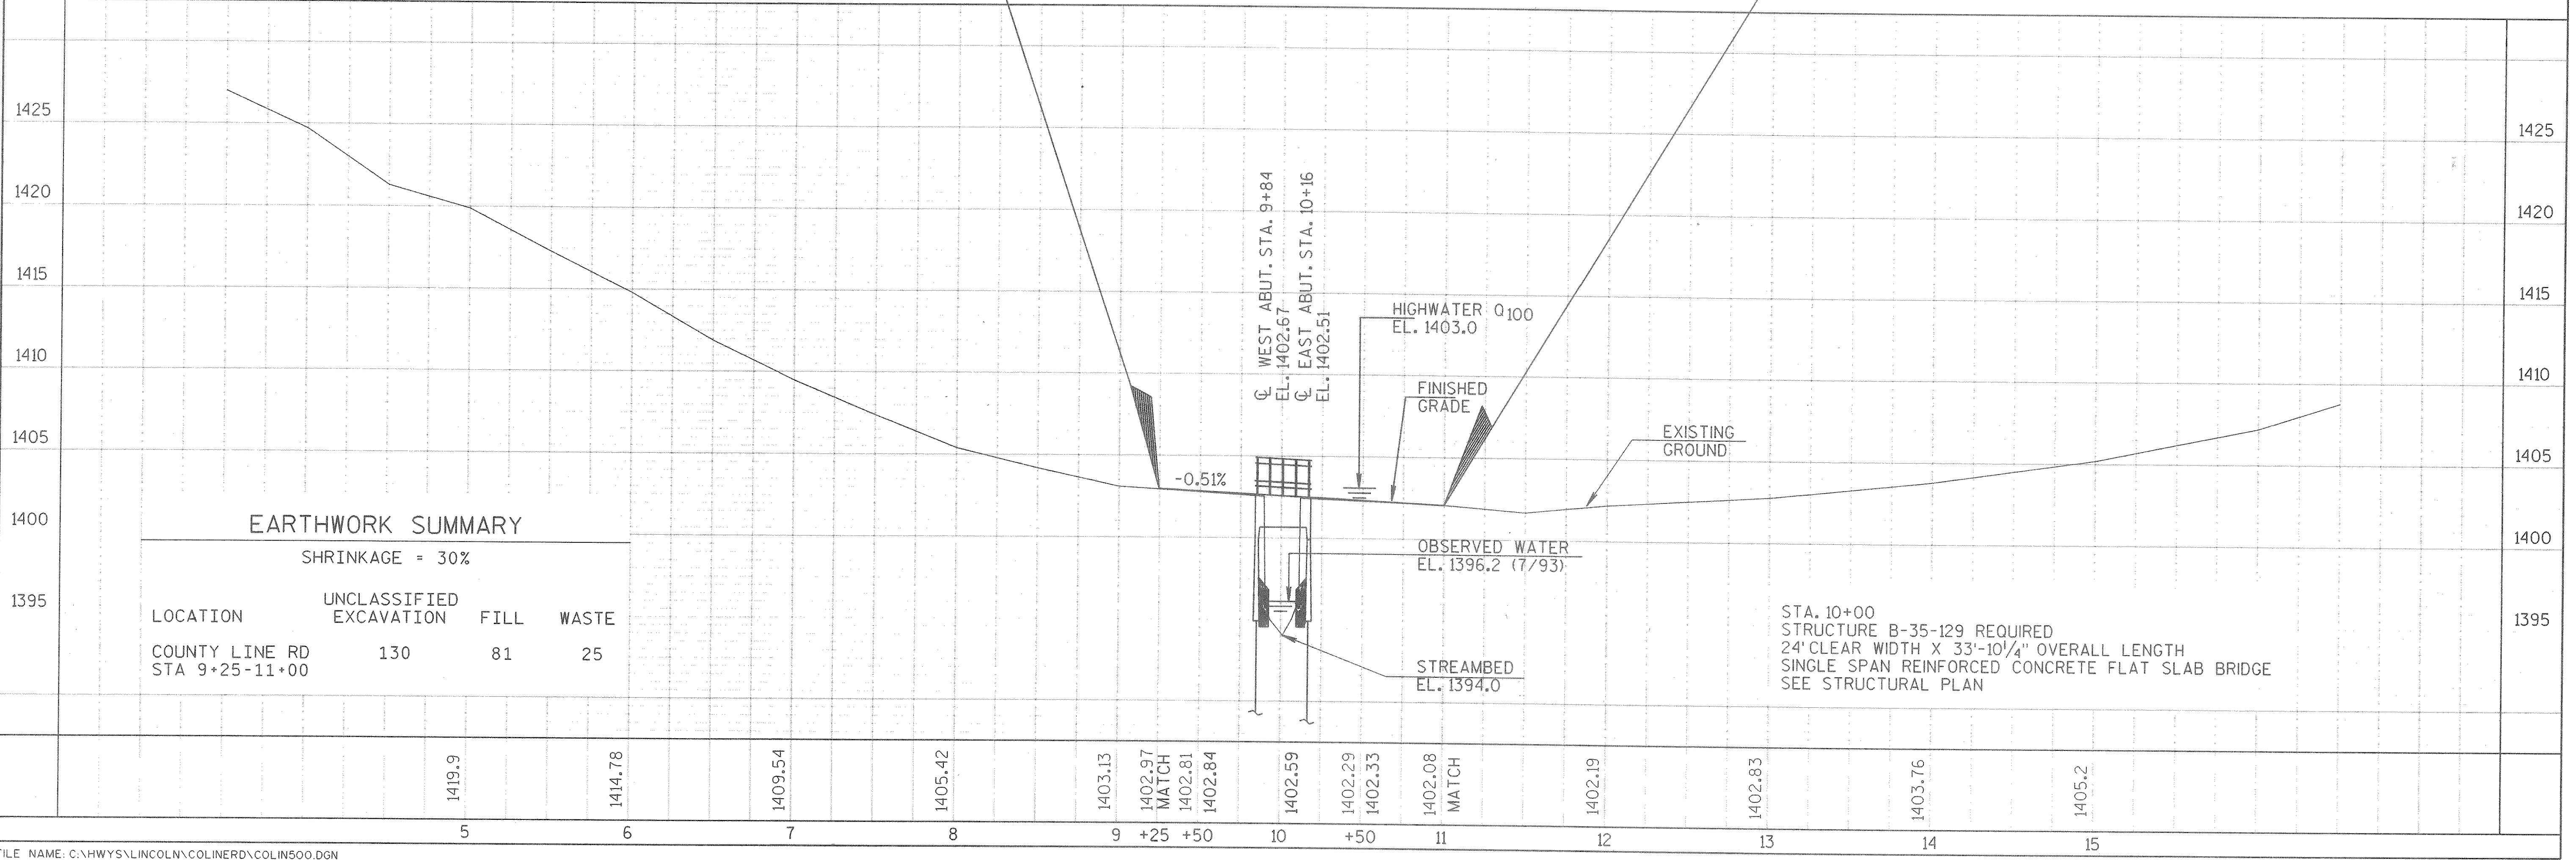 1425
1420
1415
1410
1405
1400
1395
1425
1420
1415
1410
1405
1400
1395
℄ WEST ABUT. STA. 9+84
EL. 1402.67
℄ EAST ABUT. STA. 10+16
EL. 1402.51
HIGHWATER Q100
EL. 1403.0
FINISHED
GRADE
EXISTING
GROUND
-0.51%
OBSERVED WATER
EL. 1396.2 (7/93)
STREAMBED
EL. 1394.0
EARTHWORK SUMMARY
SHRINKAGE = 30%
UNCLASSIFIED
LOCATION EXCAVATION FILL WASTE
COUNTY LINE RD 130 81 25
STA 9+25-11+00
STA. 10+00
STRUCTURE B-35-129 REQUIRED
24' CLEAR WIDTH X 33'-10 1/4" OVERALL LENGTH
SINGLE SPAN REINFORCED CONCRETE FLAT SLAB BRIDGE
SEE STRUCTURAL PLAN
1419.9
1414.78
1409.54
1405.42
1403.13
1402.97
MATCH
1402.81
1402.84
1402.59
1402.29
1402.33
1402.08
MATCH
1402.19
1402.83
1403.76
1405.2
5 6 7 8 9 +25 +50 10 +50 11 12 13 14 15
FILE NAME: C:\HWYS\LINCOLN\COLINERD\COLIN500.DGN